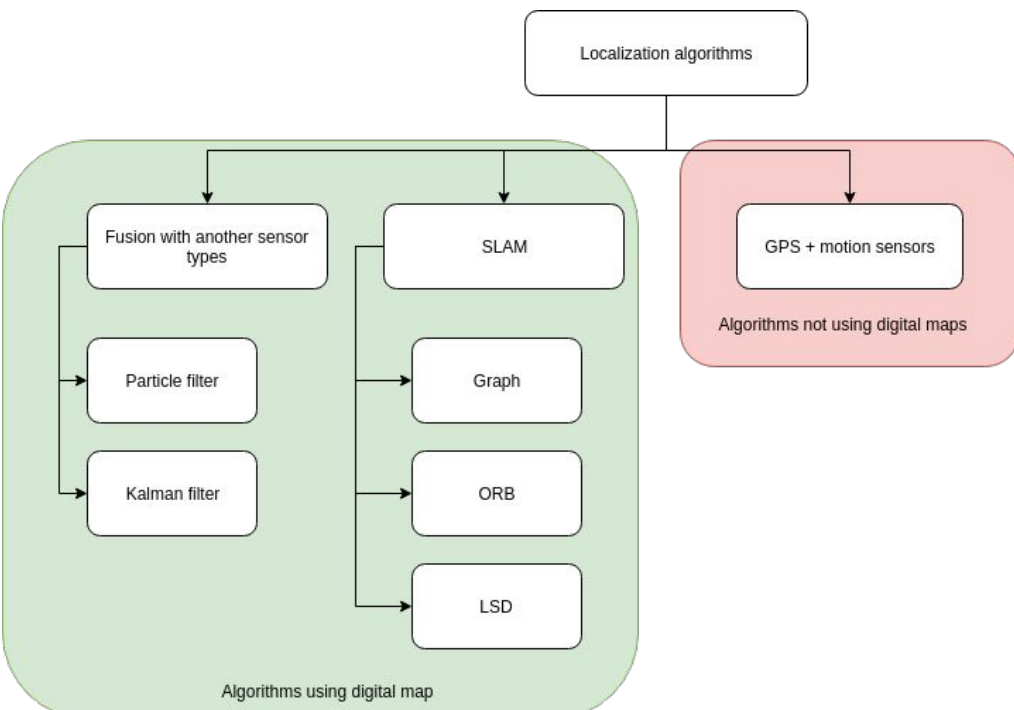 Localization algorithms
Fusion with another sensor
types
SLAM
GPS + motion sensors
Algorithms not using digital maps
Particle filter
Graph
Kalman filter
ORB
LSD
Algorithms using digital map